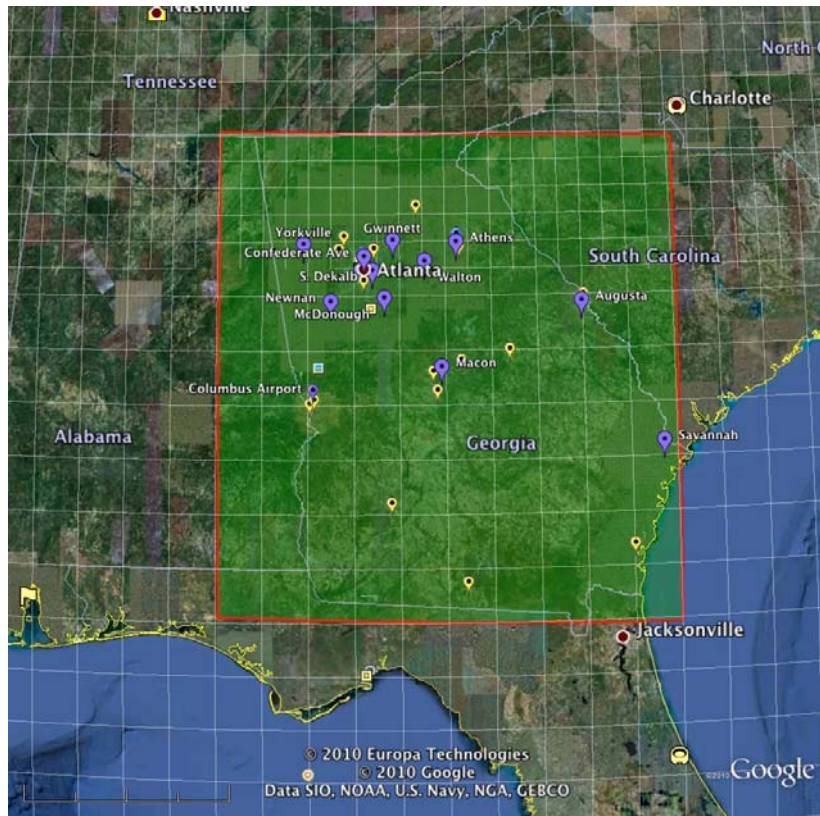 Nashville
Tennessee
North
Charlotte
Yorkville
Gwinnett
Athens
Confederate Ave
South Carolina
S. Dekalb
Atlanta
Walton
Newnan
Augusta
McDonough
Macon
Columbus Airport
Alabama
Georgia
Savannah
Jacksonville
© 2010 Europa Technologies
© 2010 Google
Data SIO, NOAA, U.S. Navy, NGA, GEBCO
©2010 Google